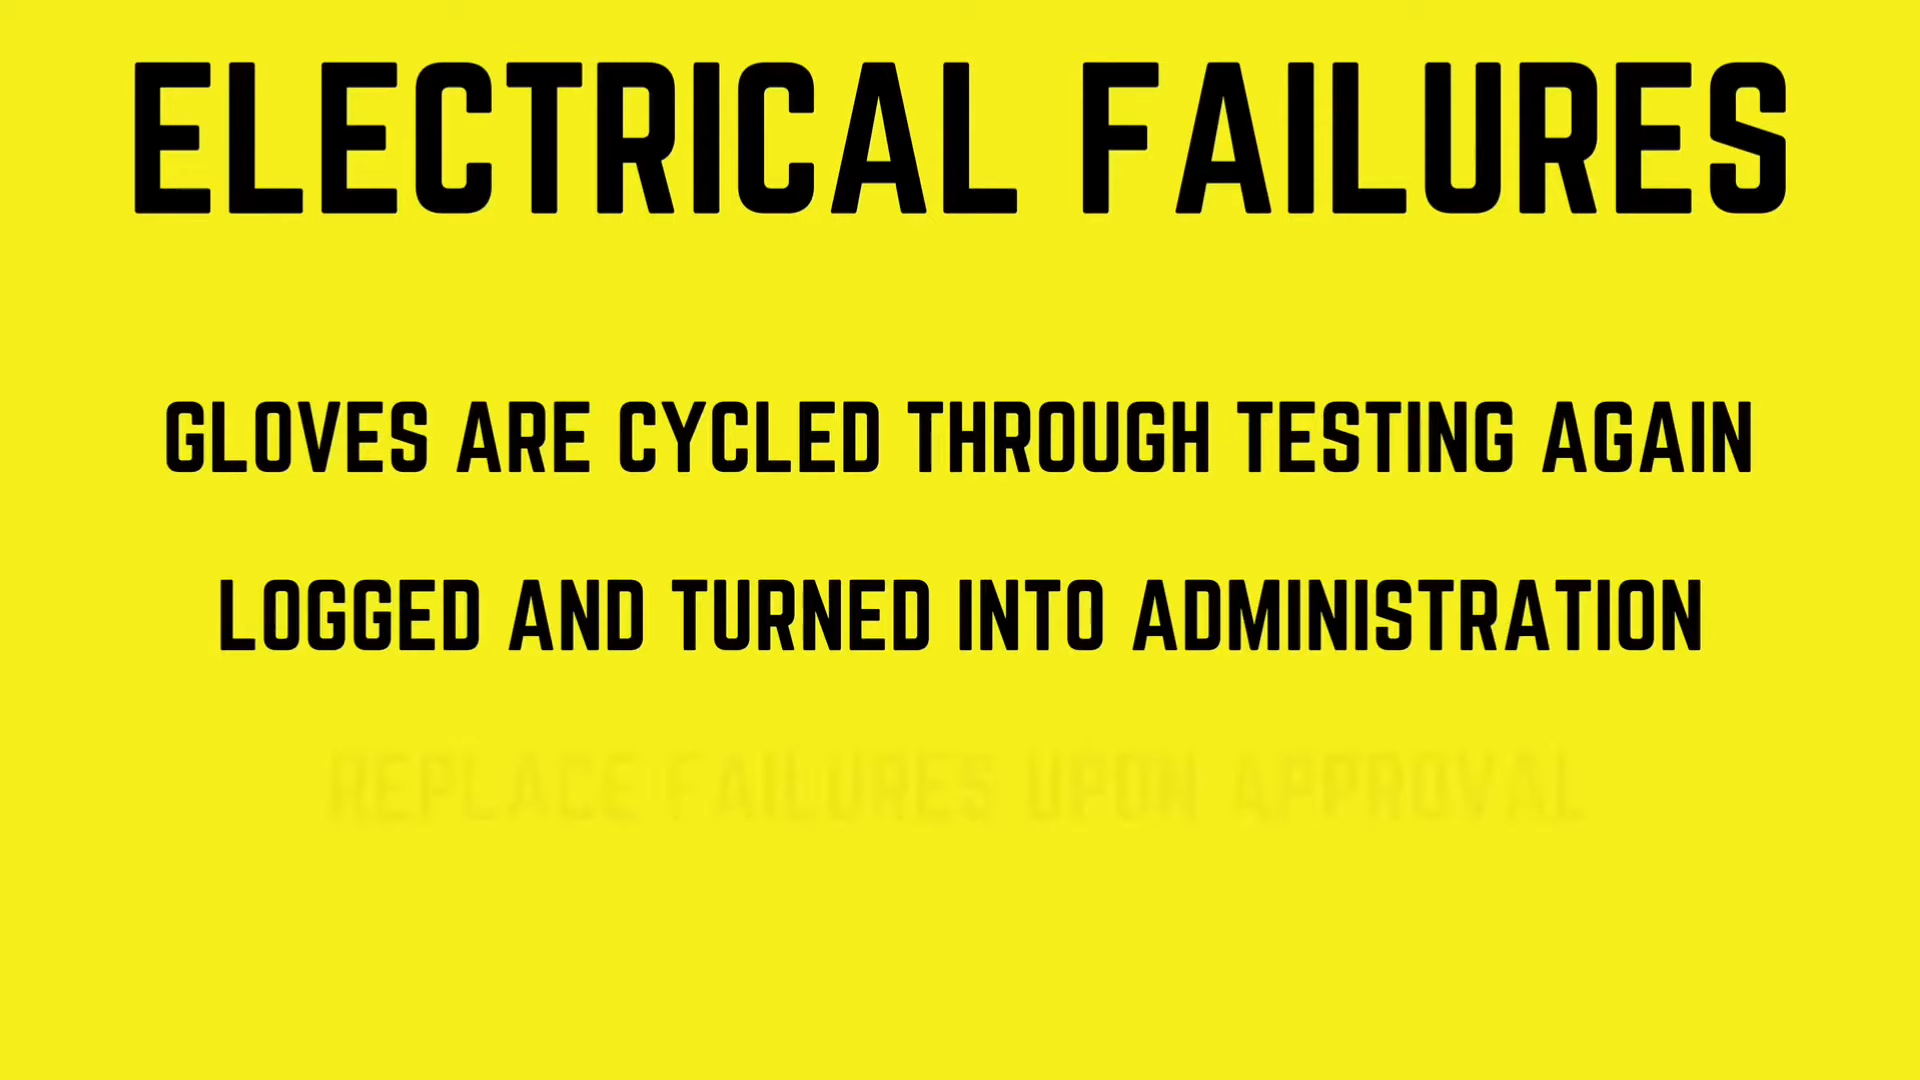 ELECTRICAL FAILURES
GLOVES ARE CYCLED THROUGH TESTING AGAIN
LOGGED AND TURNED INTO ADMINISTRATION
REPLACE FAILURES UPON APPROVAL